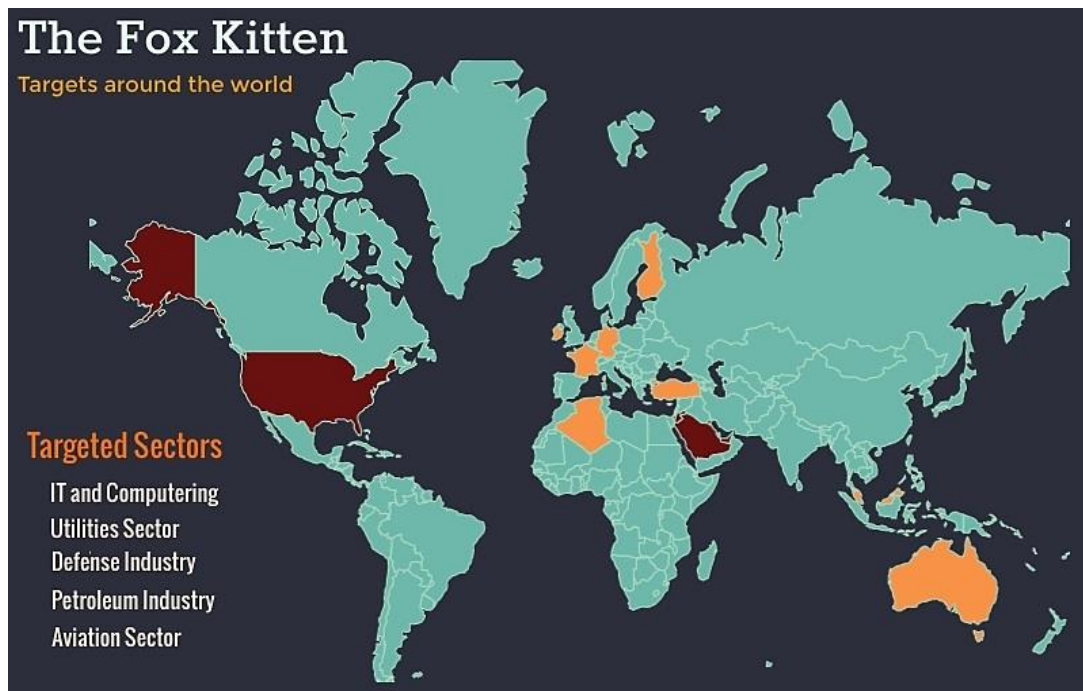 The Fox Kitten
Targets around the world
Targeted Sectors
IT and Computering
Utilities Sector
Defense Industry
Petroleum Industry
Aviation Sector